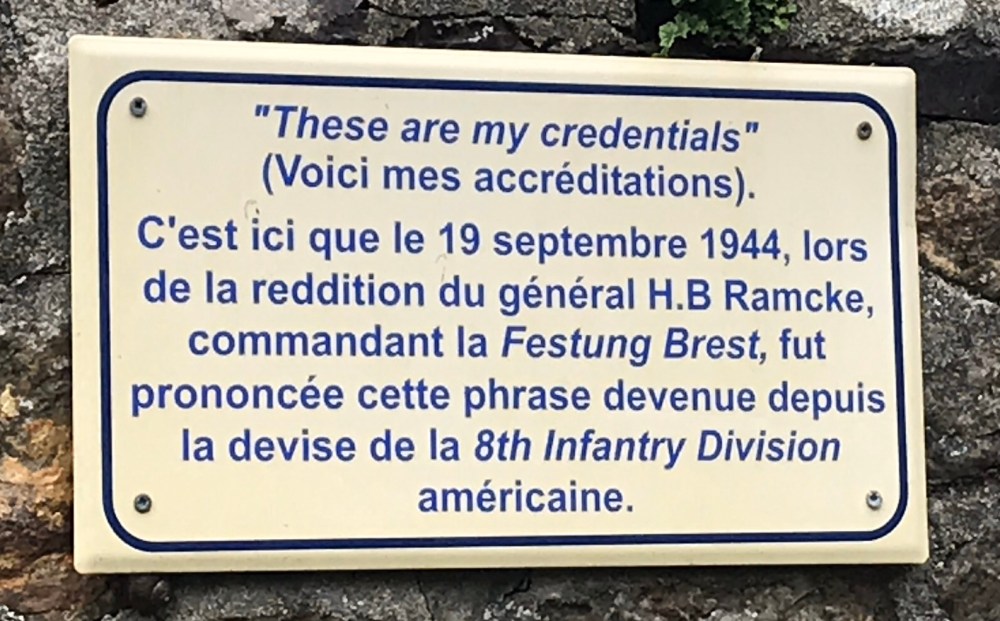 "These are my credentials"
(Voici mes accréditations).
C'est ici que le 19 septembre 1944, lors
de la reddition du général H.B Ramcke,
commandant la Festung Brest, fut
prononcée cette phrase devenue depuis
la devise de la 8th Infantry Division
américaine.